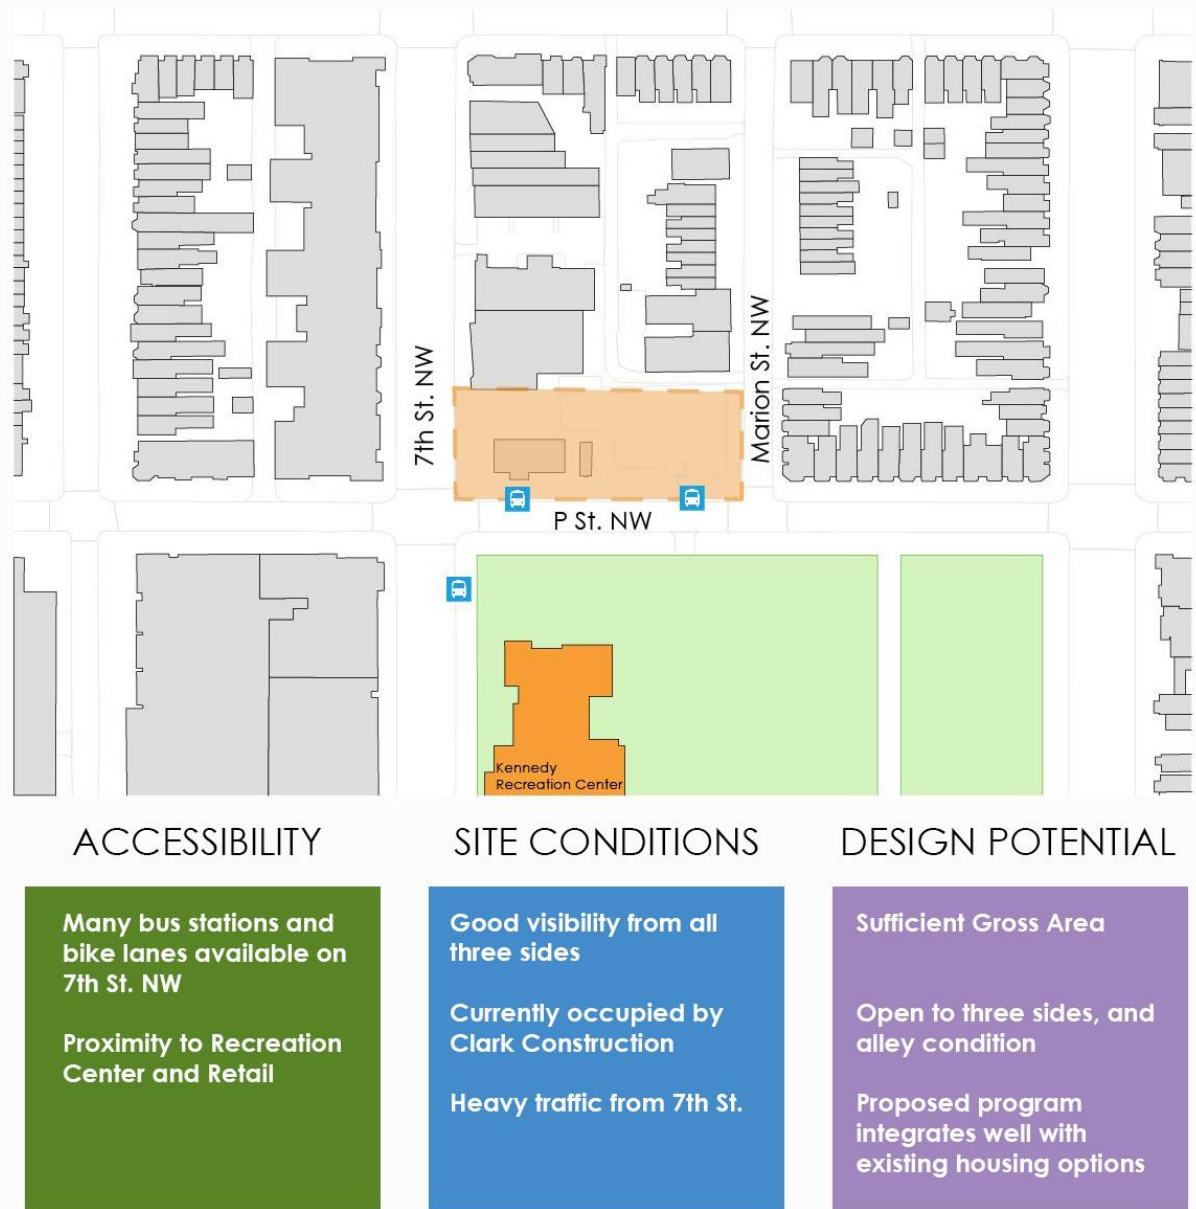 7th St. NW
Marion St. NW
P St. NW
Kennedy
Recreation Center
ACCESSIBILITY
Many bus stations and
bike lanes available on
7th St. NW
Proximity to Recreation
Center and Retail
SITE CONDITIONS
Good visibility from all
three sides
Currently occupied by
Clark Construction
Heavy traffic from 7th St.
DESIGN POTENTIAL
Sufficient Gross Area
Open to three sides, and
alley condition
Proposed program
integrates well with
existing housing options